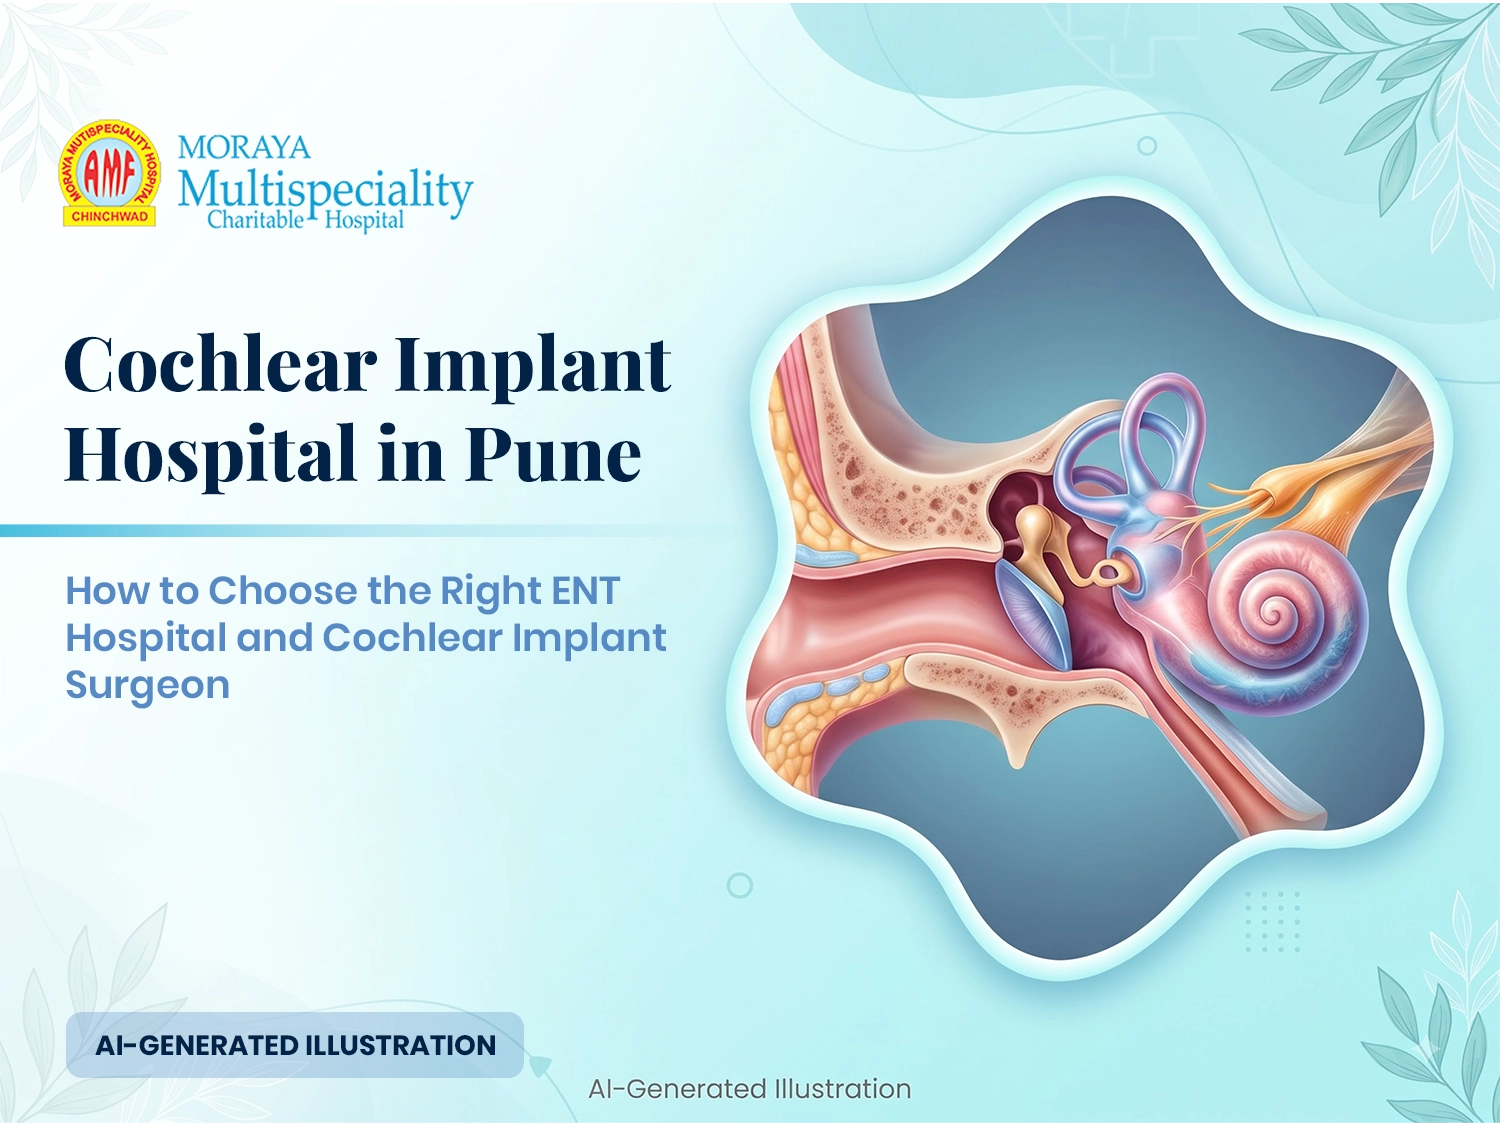 MORAYA MUTISPECIALITY HOSPITAL
AMF
CHINCHWAD
MORAYA
Multispeciality
Charitable Hospital
Cochlear Implant
Hospital in Pune
How to Choose the Right ENT
Hospital and Cochlear Implant
Surgeon
AI-GENERATED ILLUSTRATION
AI-Generated Illustration